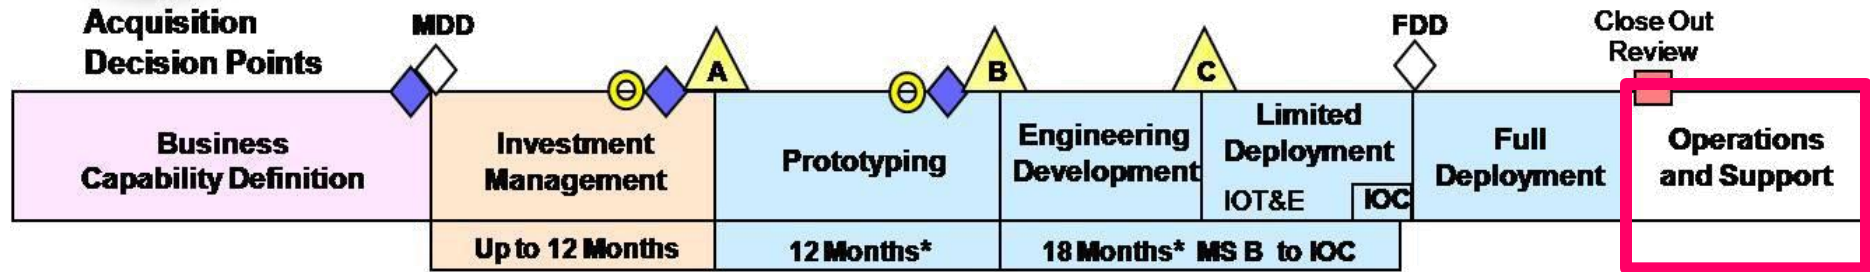 Acquisition
Decision Points
MDD
A
B
C
FDD
Close Out
Review
Business
Capability Definition
Investment
Management
Prototyping
Engineering
Development
Limited
Deployment
IOT&E
IOC
Full
Deployment
Operations
and Support
Up to 12 Months
12 Months*
18 Months* MS B to IOC